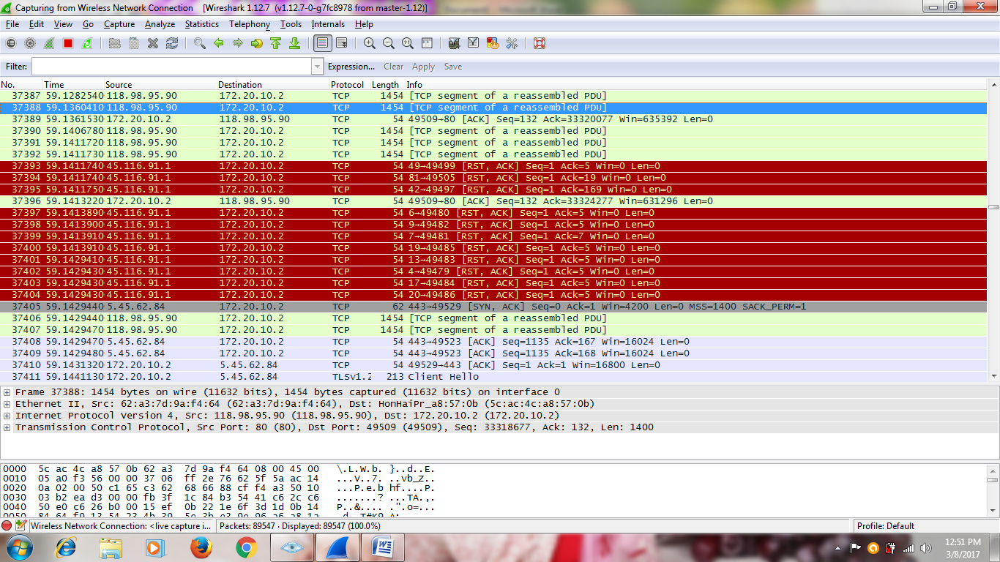 Capturing from Wireless Network Connection [Wireshark 1.12.7 (v1.12.7-0-g7fc8978 from master-1.12)]
File Edit View Go Capture Analyze Statistics Telephony Tools Internals Help
Filter: Expression... Clear Apply Save
No. Time Source Destination Protocol Length Info
37387 59.1282540 118.98.95.90 172.20.10.2 TCP 1454 [TCP segment of a reassembled PDU]
37388 59.1360410 118.98.95.90 172.20.10.2 TCP 1454 [TCP segment of a reassembled PDU]
37389 59.1361530 172.20.10.2 118.98.95.90 TCP 54 49509→80 [ACK] Seq=132 Ack=33320077 Win=635392 Len=0
37390 59.1406780 118.98.95.90 172.20.10.2 TCP 1454 [TCP segment of a reassembled PDU]
37391 59.1411720 118.98.95.90 172.20.10.2 TCP 1454 [TCP segment of a reassembled PDU]
37392 59.1411730 118.98.95.90 172.20.10.2 TCP 1454 [TCP segment of a reassembled PDU]
37393 59.1411740 45.116.91.1 172.20.10.2 TCP 54 49→49499 [RST, ACK] Seq=1 Ack=5 Win=0 Len=0
37394 59.1411740 45.116.91.1 172.20.10.2 TCP 54 81→49505 [RST, ACK] Seq=1 Ack=19 Win=0 Len=0
37395 59.1411750 45.116.91.1 172.20.10.2 TCP 54 42→49497 [RST, ACK] Seq=1 Ack=169 Win=0 Len=0
37396 59.1413220 172.20.10.2 118.98.95.90 TCP 54 49509→80 [ACK] Seq=132 Ack=33324277 Win=631296 Len=0
37397 59.1413890 45.116.91.1 172.20.10.2 TCP 54 6→49480 [RST, ACK] Seq=1 Ack=5 Win=0 Len=0
37398 59.1413900 45.116.91.1 172.20.10.2 TCP 54 9→49482 [RST, ACK] Seq=1 Ack=5 Win=0 Len=0
37399 59.1413910 45.116.91.1 172.20.10.2 TCP 54 7→49481 [RST, ACK] Seq=1 Ack=7 Win=0 Len=0
37400 59.1413910 45.116.91.1 172.20.10.2 TCP 54 19→49485 [RST, ACK] Seq=1 Ack=5 Win=0 Len=0
37401 59.1429410 45.116.91.1 172.20.10.2 TCP 54 13→49483 [RST, ACK] Seq=1 Ack=5 Win=0 Len=0
37402 59.1429430 45.116.91.1 172.20.10.2 TCP 54 4→49479 [RST, ACK] Seq=1 Ack=5 Win=0 Len=0
37403 59.1429430 45.116.91.1 172.20.10.2 TCP 54 17→49484 [RST, ACK] Seq=1 Ack=5 Win=0 Len=0
37404 59.1429430 45.116.91.1 172.20.10.2 TCP 54 20→49486 [RST, ACK] Seq=1 Ack=5 Win=0 Len=0
37405 59.1429440 5.45.62.84 172.20.10.2 TCP 62 443→49529 [SYN, ACK] Seq=0 Ack=1 Win=4200 Len=0 MSS=1400 SACK_PERM=1
37406 59.1429440 118.98.95.90 172.20.10.2 TCP 1454 [TCP segment of a reassembled PDU]
37407 59.1429470 118.98.95.90 172.20.10.2 TCP 1454 [TCP segment of a reassembled PDU]
37408 59.1429470 5.45.62.84 172.20.10.2 TCP 54 443→49523 [ACK] Seq=1135 Ack=167 Win=16024 Len=0
37409 59.1429480 5.45.62.84 172.20.10.2 TCP 54 443→49523 [ACK] Seq=1135 Ack=168 Win=16024 Len=0
37410 59.1431320 172.20.10.2 5.45.62.84 TCP 54 49529→443 [ACK] Seq=1 Ack=1 Win=16800 Len=0
37411 59.1441130 172.20.10.2 5.45.62.84 TLSv1.2 213 Client Hello
Frame 37388: 1454 bytes on wire (11632 bits), 1454 bytes captured (11632 bits) on interface 0
Ethernet II, Src: 62:a3:7d:9a:f4:64 (62:a3:7d:9a:f4:64), Dst: HonHaiPr_a8:57:0b (5c:ac:4c:a8:57:0b)
Internet Protocol Version 4, Src: 118.98.95.90 (118.98.95.90), Dst: 172.20.10.2 (172.20.10.2)
Transmission Control Protocol, Src Port: 80 (80), Dst Port: 49509 (49509), Seq: 33318677, Ack: 132, Len: 1400
0000 5c ac 4c a8 57 0b 62 a3 7d 9a f4 64 08 00 45 00 \.L.W.b. }..d..E.
0010 05 a0 f3 56 00 00 37 06 ff 2e 76 62 5f 5a ac 14 ...V..7. ..vb_Z..
0020 0a 02 00 50 c1 65 c3 62 68 66 88 cf f4 a3 50 10 ...P.e.b hf....P.
0030 03 b2 ea d3 00 00 fb 3f 1c 84 b3 54 41 c6 2c c6 .......? ...TA.,.
0040 50 e0 c6 26 b0 00 15 ef 0b 22 1e 6f 3d 1d 0b 14 P..&.... .".o=...
Wireless Network Connection: <live capture i... Packets: 89547 · Displayed: 89547 (100.0%) Profile: Default
12:51 PM
3/8/2017